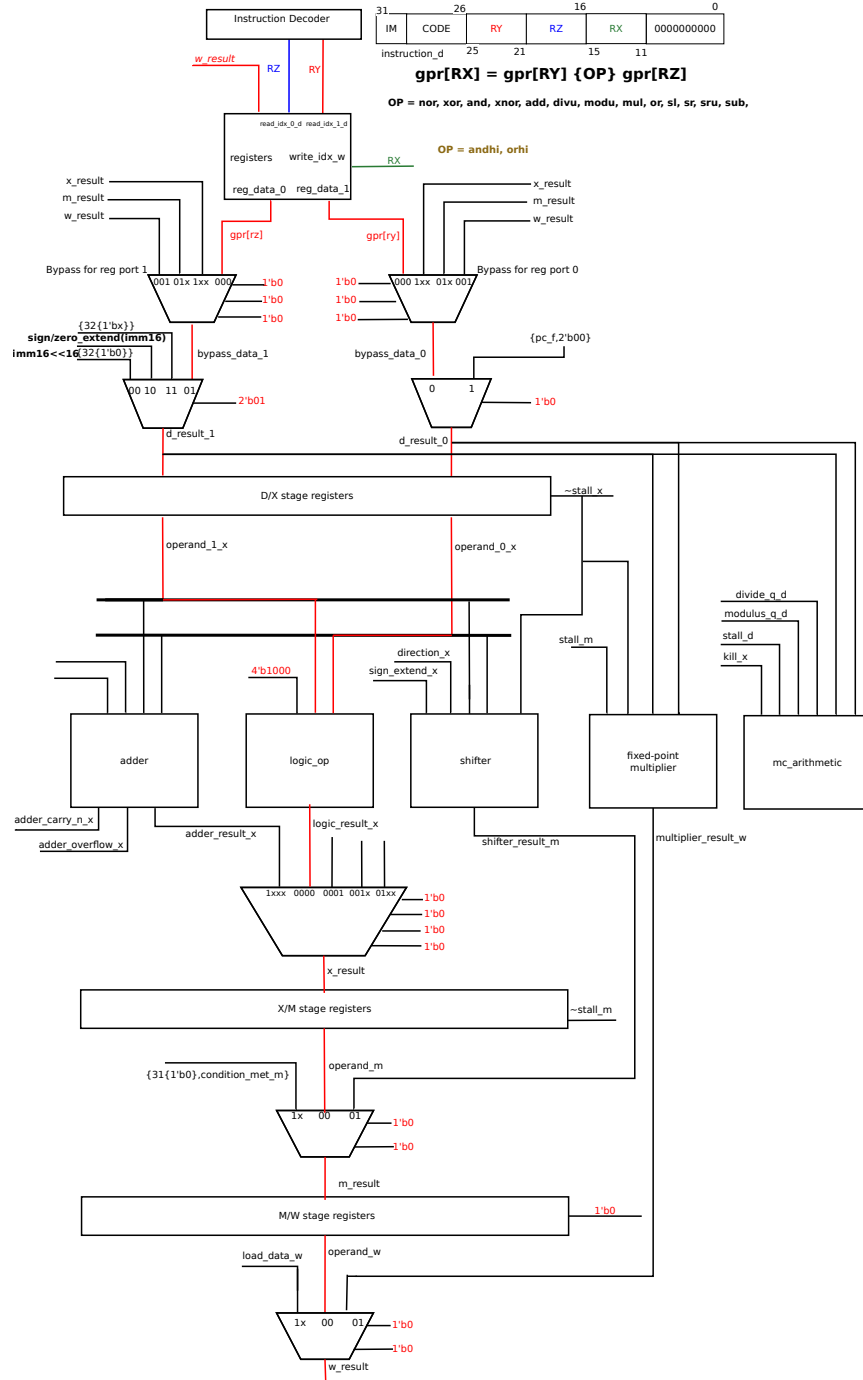 Instruction Decoder
31
26
16
0
IM
CODE
RY
RZ
RX
0000000000
instruction_d
25
21
15
11
w_result
RZ
RY
gpr[RX] = gpr[RY] {OP} gpr[RZ]
OP = nor, xor, and, xnor, add, divu, modu, mul, or, sl, sr, sru, sub,
read_idx_0_d
read_idx_1_d
registers
write_idx_w
OP = andhi, orhi
RX
reg_data_0
reg_data_1
x_result
m_result
w_result
x_result
m_result
w_result
gpr[rz]
gpr[ry]
Bypass for reg port 1
001 01x 1xx 000
1'b0
1'b0
1'b0
1'b0
1'b0
1'b0
000 1xx 01x 001
Bypass for reg port 0
{32{1'bx}}
sign/zero_extend(imm16)
imm16<<16
{32{1'b0}}
bypass_data_1
bypass_data_0
{pc_f,2'b00}
00 10 11 01
2'b01
0
1
1'b0
d_result_1
d_result_0
D/X stage registers
~stall_x
operand_1_x
operand_0_x
divide_q_d
modulus_q_d
stall_d
kill_x
stall_m
direction_x
sign_extend_x
4'b1000
adder
logic_op
shifter
fixed-point
multiplier
mc_arithmetic
adder_carry_n_x
adder_overflow_x
adder_result_x
logic_result_x
shifter_result_m
multiplier_result_w
1xxx 0000 0001 001x 01xx
1'b0
1'b0
1'b0
1'b0
x_result
X/M stage registers
~stall_m
{31{1'b0},condition_met_m}
operand_m
1x 00 01
1'b0
1'b0
m_result
M/W stage registers
1'b0
load_data_w
operand_w
1x 00 01
1'b0
1'b0
w_result